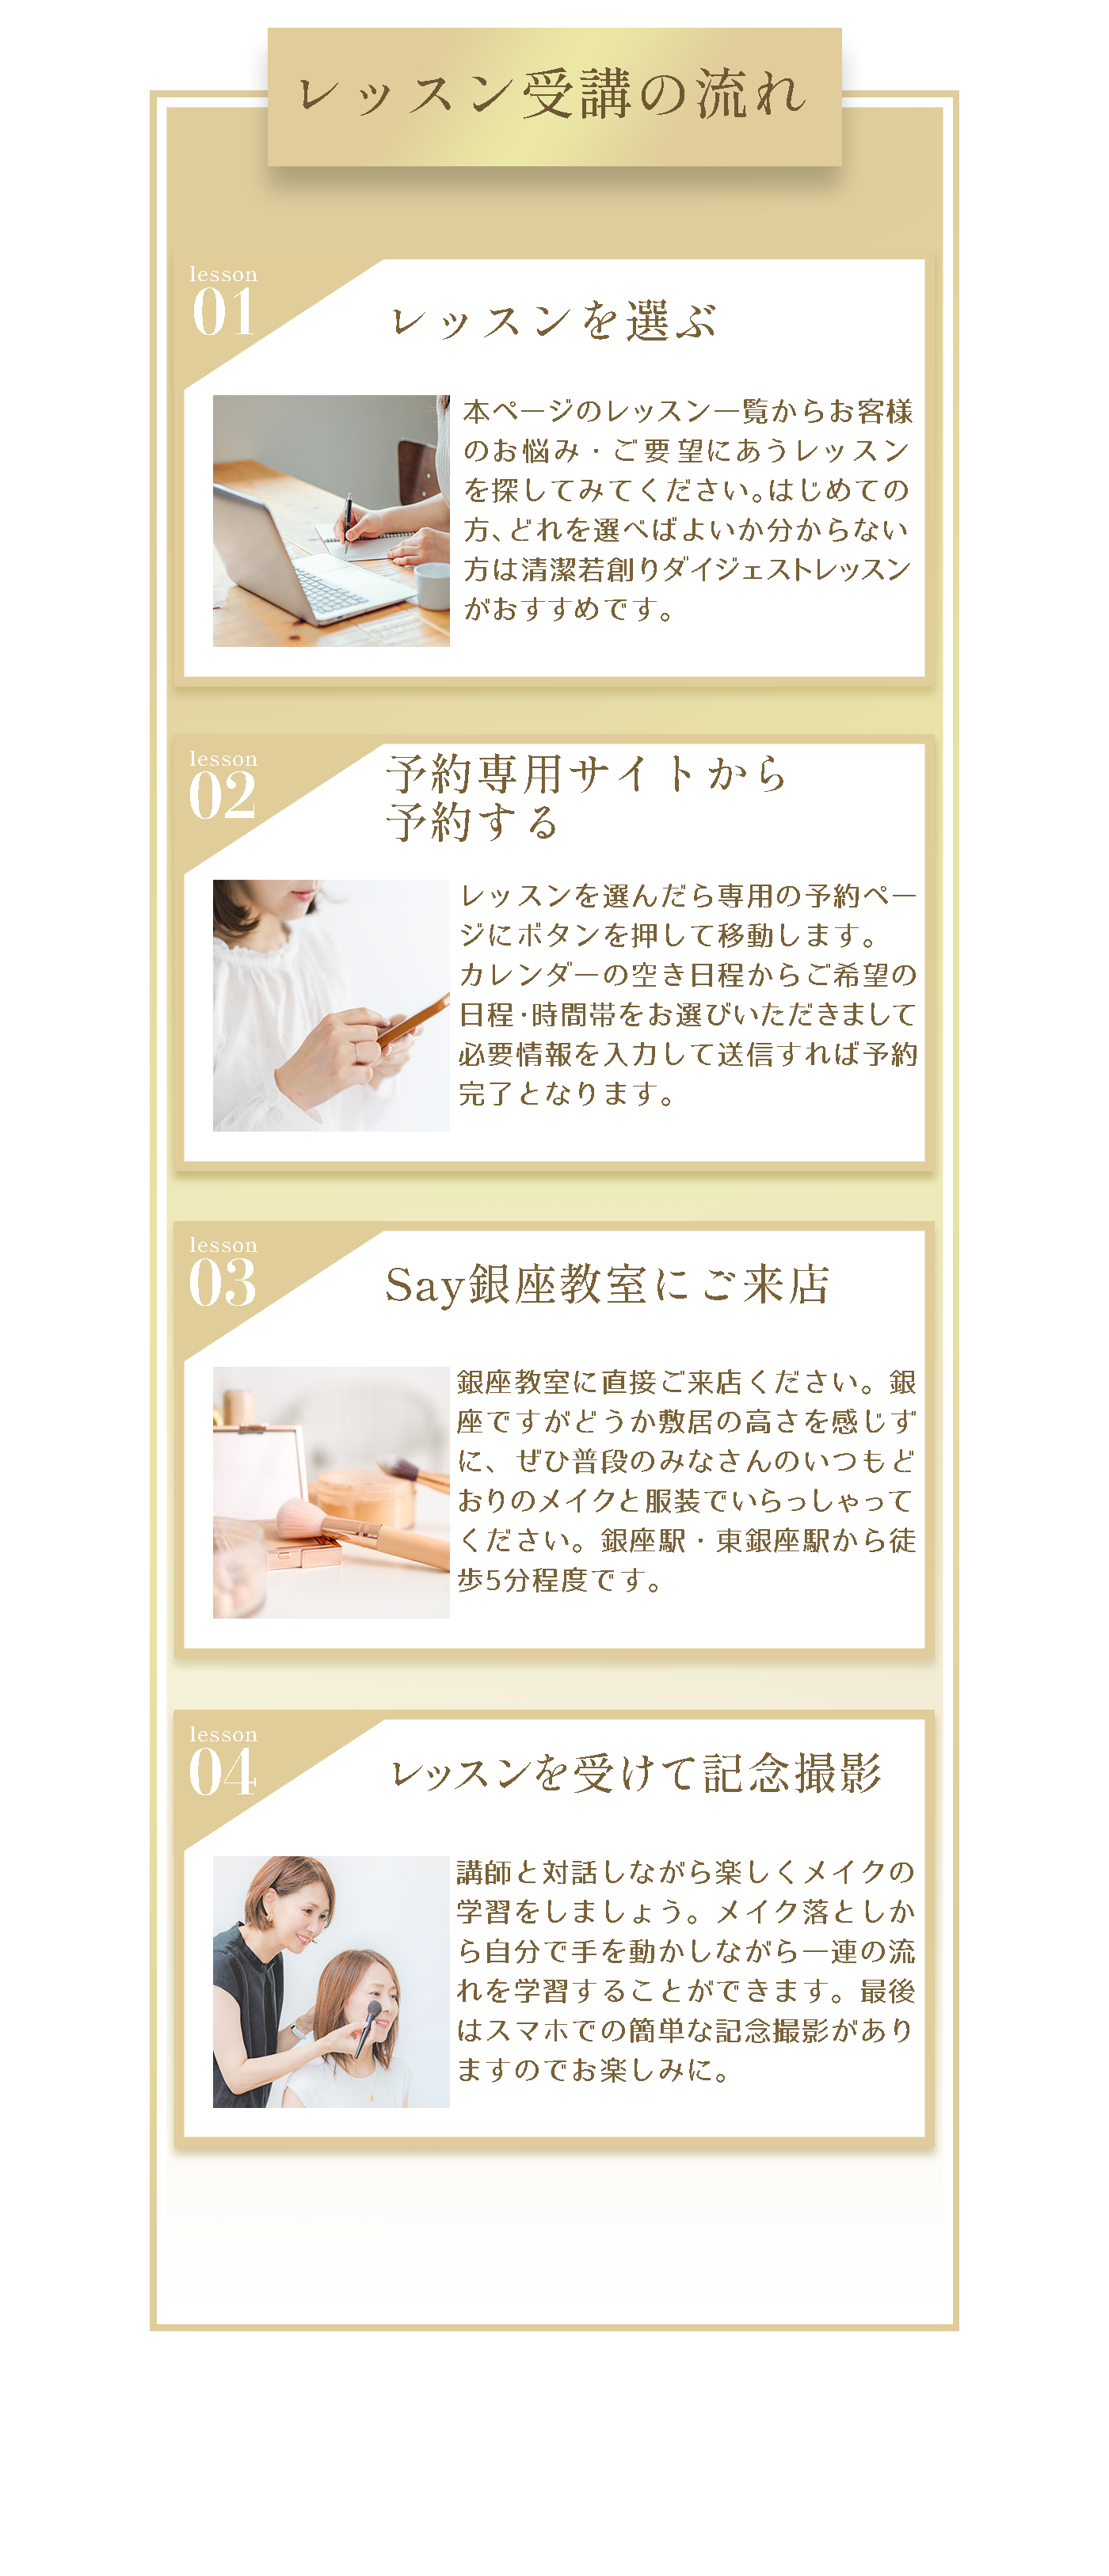 レッスン受講の流れ
lesson
01
レッスンを選ぶ
本ページのレッスン一覧からお客様
のお悩み・ご要望にあうレッスン
を探してみてください。はじめての
方、どれを選べばよいか分からない
方は清潔若創りダイジェストレッスン
がおすすめです。
lesson
02
予約専用サイトから
予約する
レッスンを選んだら専用の予約ペー
ジにボタンを押して移動します。
カレンダーの空き日程からご希望の
日程・時間帯をお選びいただきまして
必要情報を入力して送信すれば予約
完了となります。
lesson
03
Say銀座教室にご来店
銀座教室に直接ご来店ください。銀
座ですがどうか敷居の高さを感じず
に、ぜひ普段のみなさんのいつもど
おりのメイクと服装でいらっしゃって
ください。銀座駅・東銀座駅から徒
歩5分程度です。
lesson
04
レッスンを受けて記念撮影
講師と対話しながら楽しくメイクの
学習をしましょう。メイク落としか
ら自分で手を動かしながら一連の流
れを学習することができます。最後
はスマホでの簡単な記念撮影があり
ますのでお楽しみに。